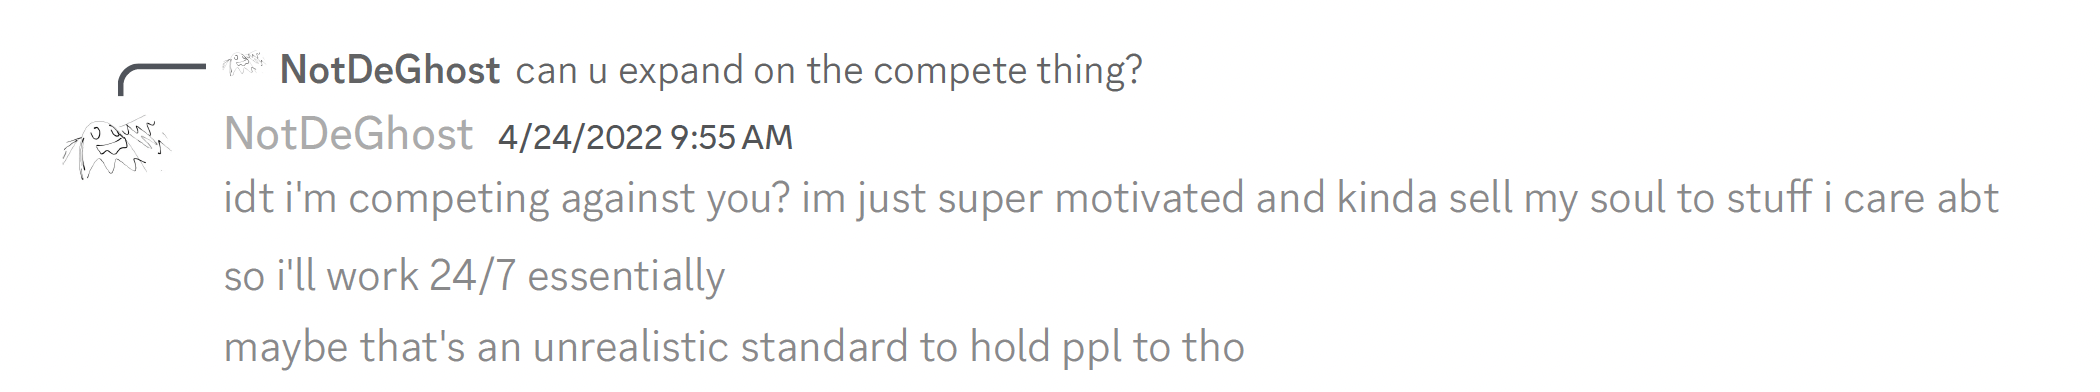 NotDeGhost can u expand on the compete thing?
NotDeGhost 4/24/2022 9:55 AM
idt i'm competing against you? im just super motivated and kinda sell my soul to stuff i care abt
so i'll work 24/7 essentially
maybe that's an unrealistic standard to hold ppl to tho